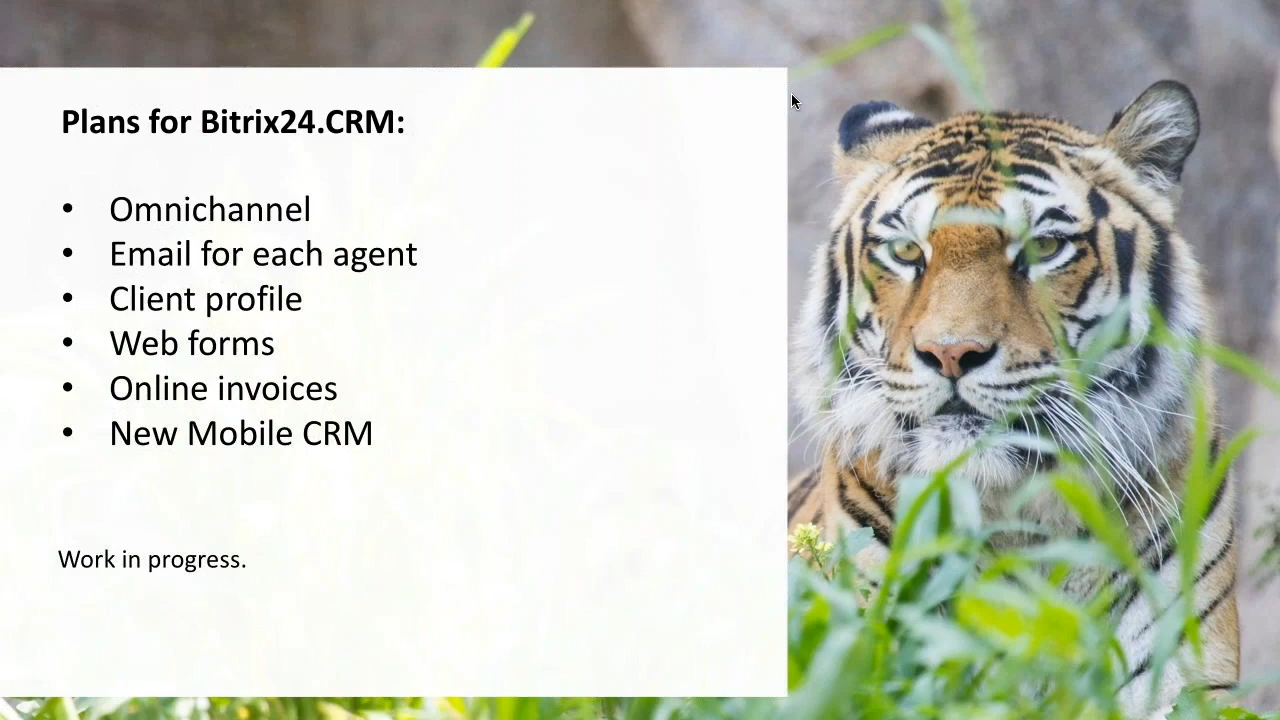 Plans for Bitrix24.CRM:
• Omnichannel
• Email for each agent
• Client profile
• Web forms
• Online invoices
• New Mobile CRM
Work in progress.